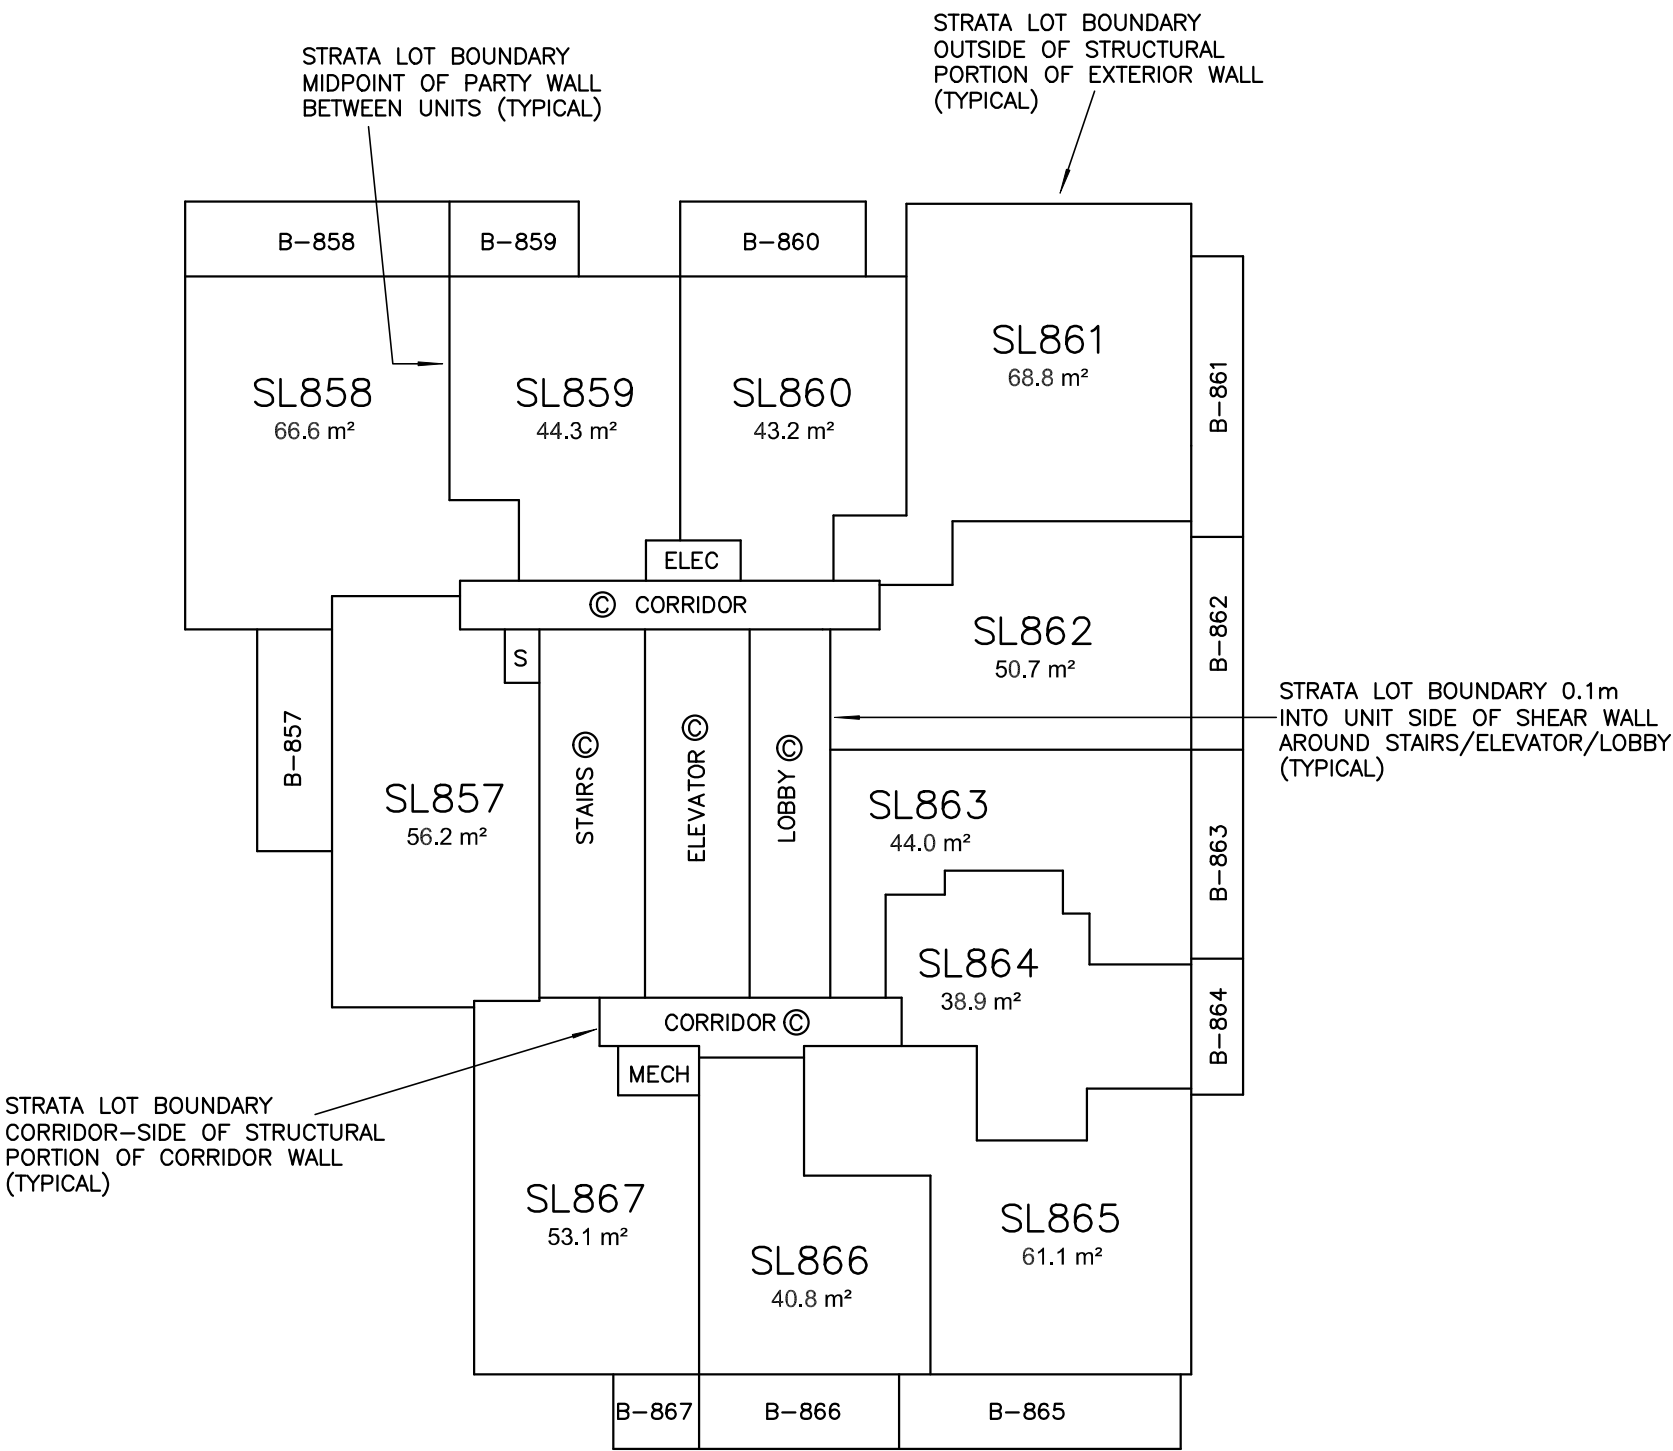 STRATA LOT BOUNDARY
OUTSIDE OF STRUCTURAL
PORTION OF EXTERIOR WALL
(TYPICAL)
STRATA LOT BOUNDARY
MIDPOINT OF PARTY WALL
BETWEEN UNITS (TYPICAL)
B-858
B-859
B-860
SL861
68.8 m²
B-861
SL858
66.6 m²
SL859
44.3 m²
SL860
43.2 m²
ELEC
© CORRIDOR
SL862
50.7 m²
B-862
S
STRATA LOT BOUNDARY 0.1m
INTO UNIT SIDE OF SHEAR WALL
AROUND STAIRS/ELEVATOR/LOBBY
(TYPICAL)
B-857
SL857
56.2 m²
STAIRS ©
ELEVATOR ©
LOBBY ©
SL863
44.0 m²
B-863
SL864
38.9 m²
B-864
CORRIDOR ©
MECH
STRATA LOT BOUNDARY
CORRIDOR-SIDE OF STRUCTURAL
PORTION OF CORRIDOR WALL
(TYPICAL)
SL867
53.1 m²
SL866
40.8 m²
SL865
61.1 m²
B-867
B-866
B-865